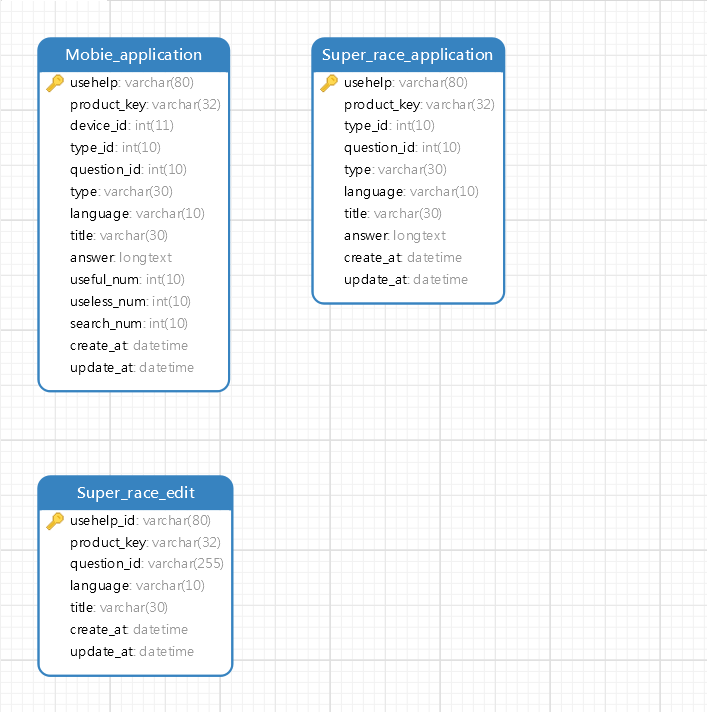 Mobie_application
usehelp: varchar(80)
product_key: varchar(32)
device_id: int(11)
type_id: int(10)
question_id: int(10)
type: varchar(30)
language: varchar(10)
title: varchar(30)
answer: longtext
useful_num: int(10)
useless_num: int(10)
search_num: int(10)
create_at: datetime
update_at: datetime
Super_race_application
usehelp: varchar(80)
product_key: varchar(32)
type_id: int(10)
question_id: int(10)
type: varchar(30)
language: varchar(10)
title: varchar(30)
answer: longtext
create_at: datetime
update_at: datetime
Super_race_edit
usehelp_id: varchar(80)
product_key: varchar(32)
question_id: varchar(255)
language: varchar(10)
title: varchar(30)
create_at: datetime
update_at: datetime